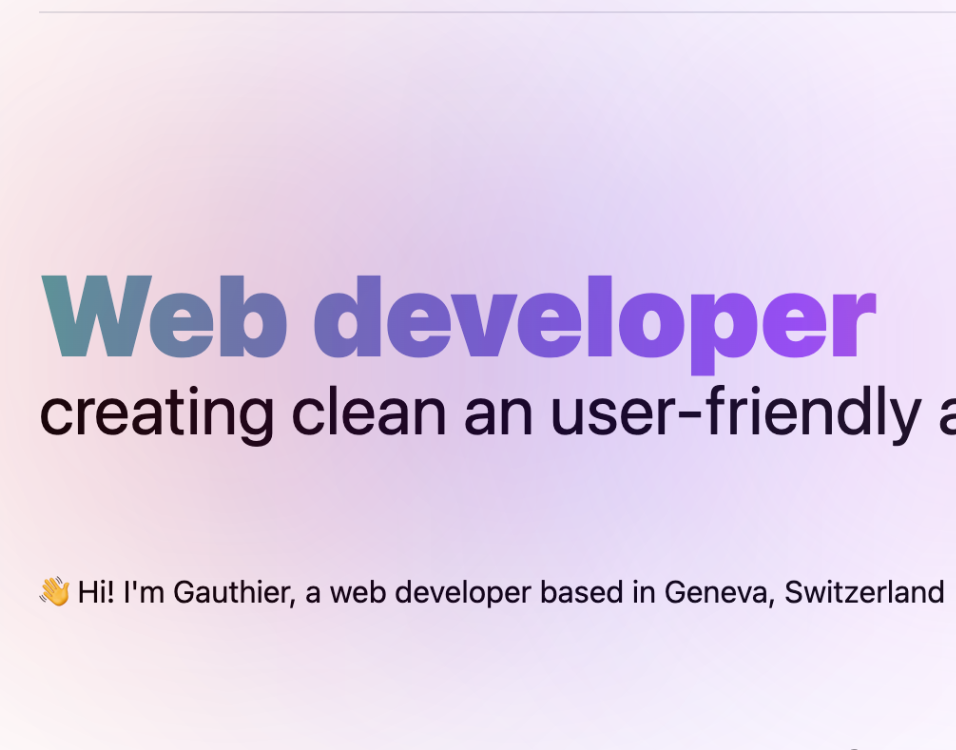 Web developer
creating clean an user-friendly a
👋 Hi! I'm Gauthier, a web developer based in Geneva, Switzerland